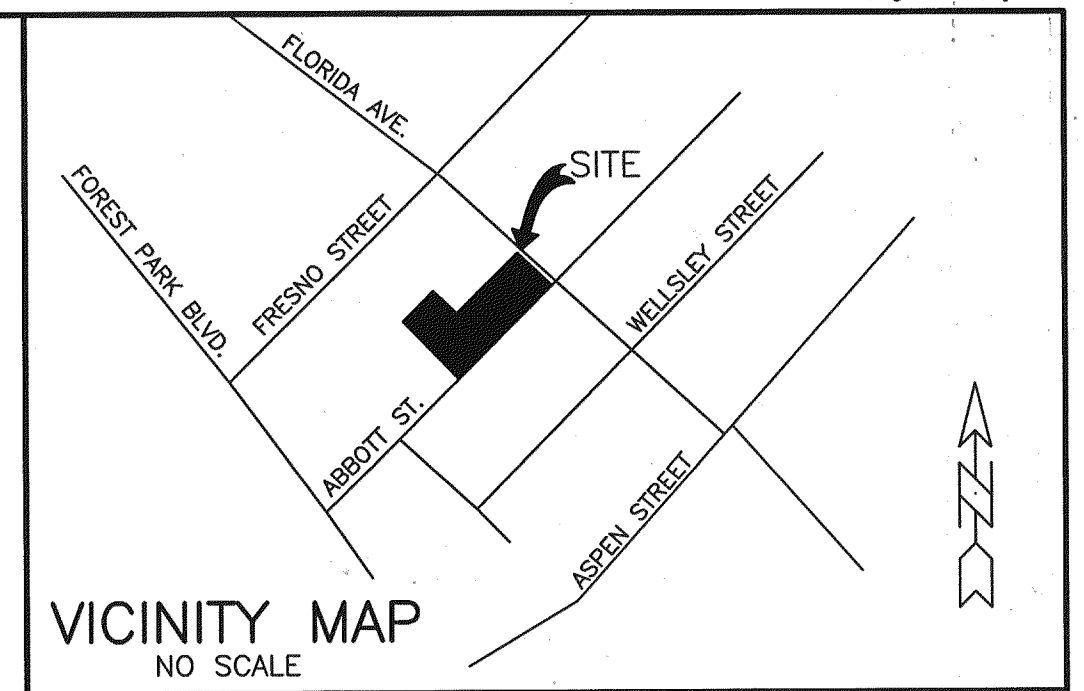 FLORIDA AVE.
SITE
FOREST PARK BLVD.
FRESNO STREET
WELLSLEY STREET
ABBOTT ST.
ASPEN STREET
N
VICINITY MAP
NO SCALE